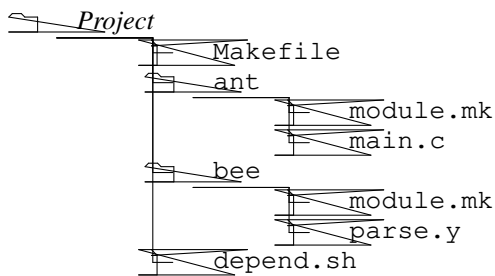 Project
Makefile
ant
module.mk
main.c
bee
module.mk
parse.y
depend.sh